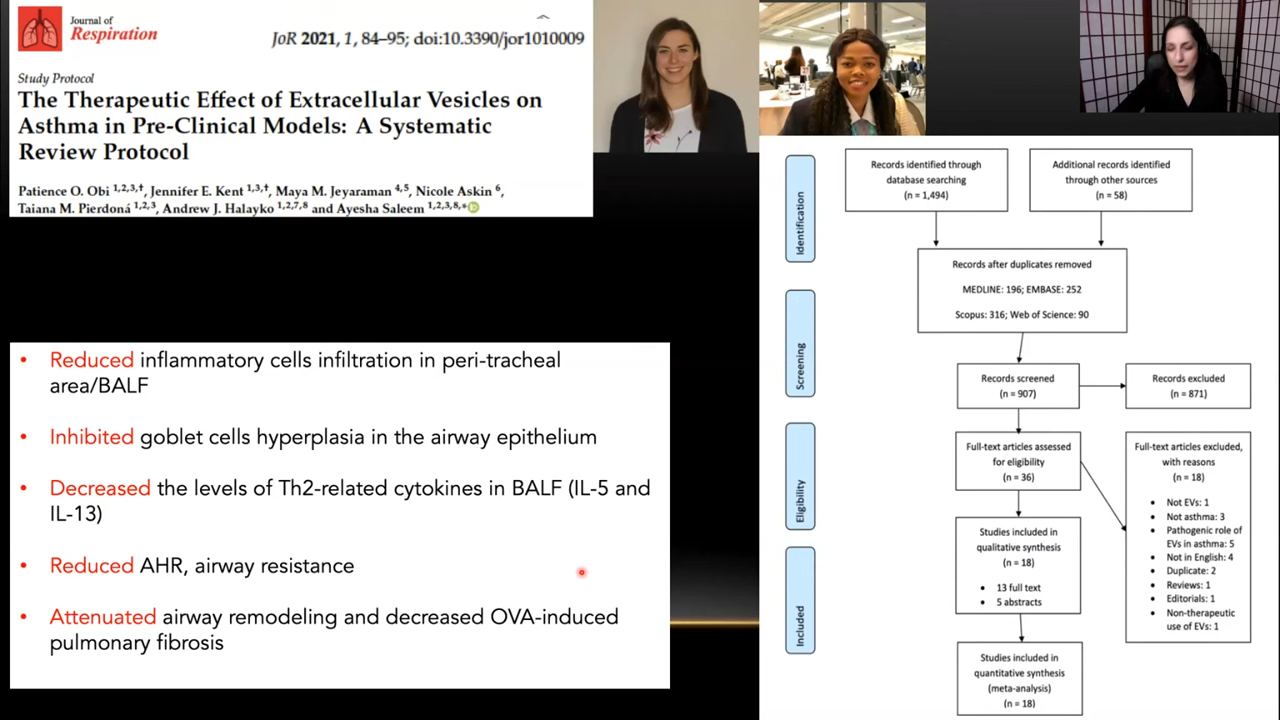 Journal of
Respiration
JoR 2021, 1, 84–95; doi:10.3390/jor1010009
Study Protocol
The Therapeutic Effect of Extracellular Vesicles on
Asthma in Pre-Clinical Models: A Systematic
Review Protocol
Patience O. Obi 1,2,3,†, Jennifer E. Kent 1,3,†, Maya M. Jeyaraman 4,5, Nicole Askin 6,
Taiana M. Pierdoná 1,2,3, Andrew J. Halayko 1,2,7,8 and Ayesha Saleem 1,2,3,8,*
• Reduced inflammatory cells infiltration in peri-tracheal
area/BALF
• Inhibited goblet cells hyperplasia in the airway epithelium
• Decreased the levels of Th2-related cytokines in BALF (IL-5 and
IL-13)
• Reduced AHR, airway resistance
• Attenuated airway remodeling and decreased OVA-induced
pulmonary fibrosis
Identification
Records identified through
database searching
(n = 1,494)
Additional records identified
through other sources
(n = 58)
Records after duplicates removed
MEDLINE: 196; EMBASE: 252
Scopus: 316; Web of Science: 90
Screening
Records screened
(n = 907)
Records excluded
(n = 871)
Eligibility
Full-text articles assessed
for eligibility
(n = 36)
Full-text articles excluded,
with reasons
(n = 18)
• Not EVs: 1
• Not asthma: 3
• Pathogenic role of
EVs in asthma: 5
• Not in English: 4
• Duplicate: 2
• Reviews: 1
• Editorials: 1
• Non-therapeutic
use of EVs: 1
Studies included in
qualitative synthesis
(n = 18)
• 13 full text
• 5 abstracts
Included
Studies included in
quantitative synthesis
(meta-analysis)
(n = 18)